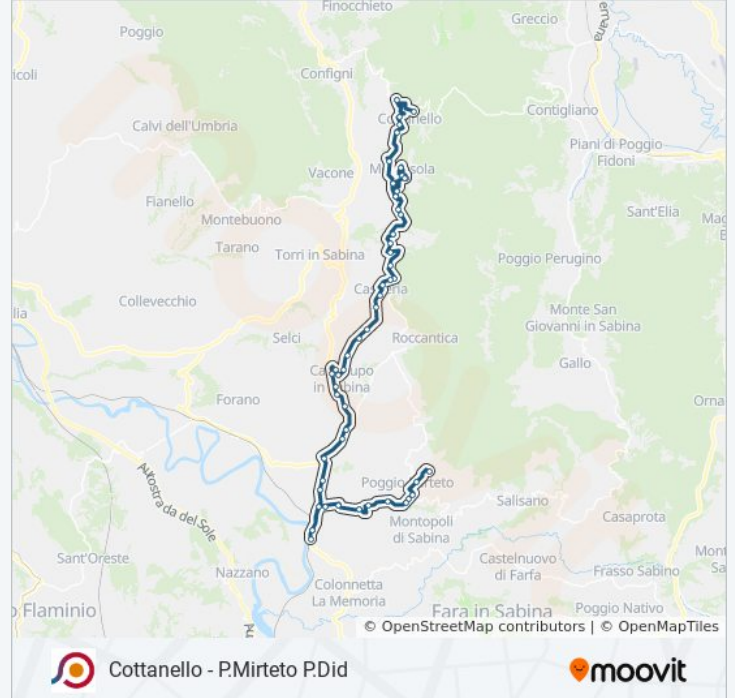 Finocchieto
Greccio
Poggio
Configni
Contigliano
Calvi dell'Umbria
Piani di Poggio
Fidoni
Vacone
Fianello
Sant'Elia
Montebuono
Tarano
Torri in Sabina
Poggio Perugino
Collevecchio
Monte San
Giovanni in Sabina
Selci
Roccantica
in Sabina
Gallo
Forano
Autostrada del Sole
Poggio
Salisano
Casaprota
Montopoli
di Sabina
Sant'Oreste
Nazzano
Castelnuovo
di Farfa
Frasso Sabino
Colonnetta
La Memoria
Flaminio
Fara in Sabina
Poggio Nativo
© OpenStreetMap contributors | © OpenMapTiles
Cottanello - P.Mirteto P.Did
moovit